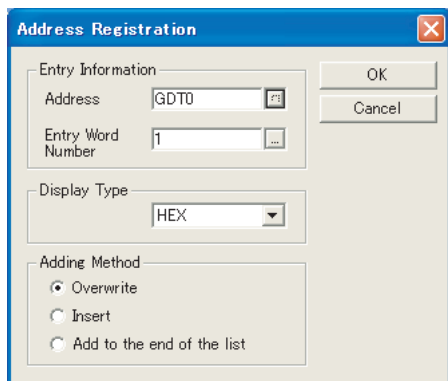 Address Registration
Entry Information
Address GDT0
Entry Word Number 1 ...
Display Type
HEX
Adding Method
Overwrite
Insert
Add to the end of the list
OK
Cancel